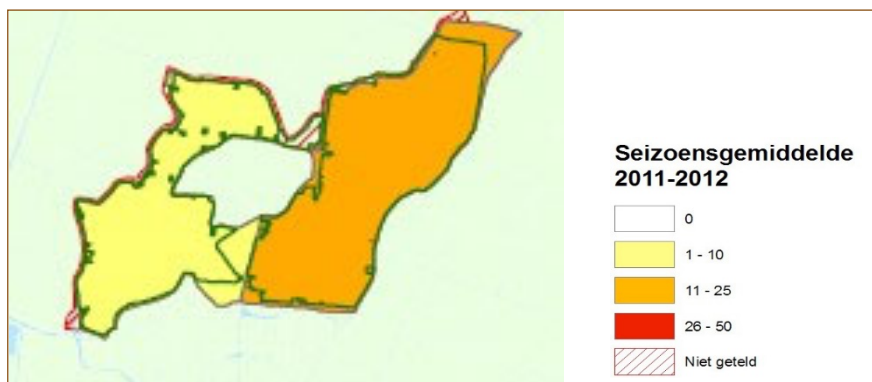 Seizoensgemiddelde
2011-2012
0
1 - 10
11 - 25
26 - 50
Niet geteld